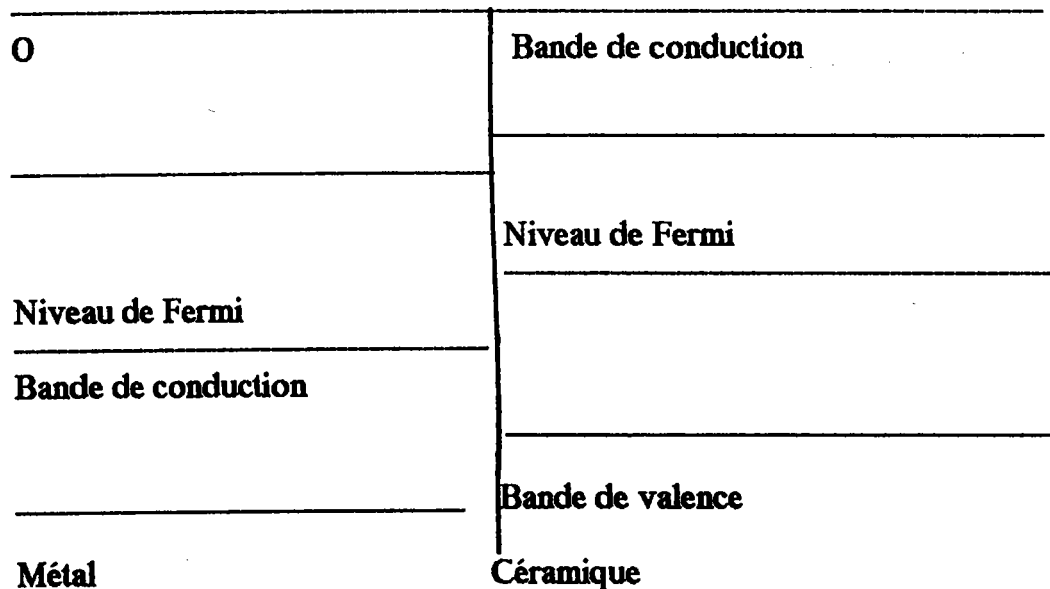 O
Bande de conduction
Niveau de Fermi
Niveau de Fermi
Bande de conduction
Bande de valence
Métal
Céramique